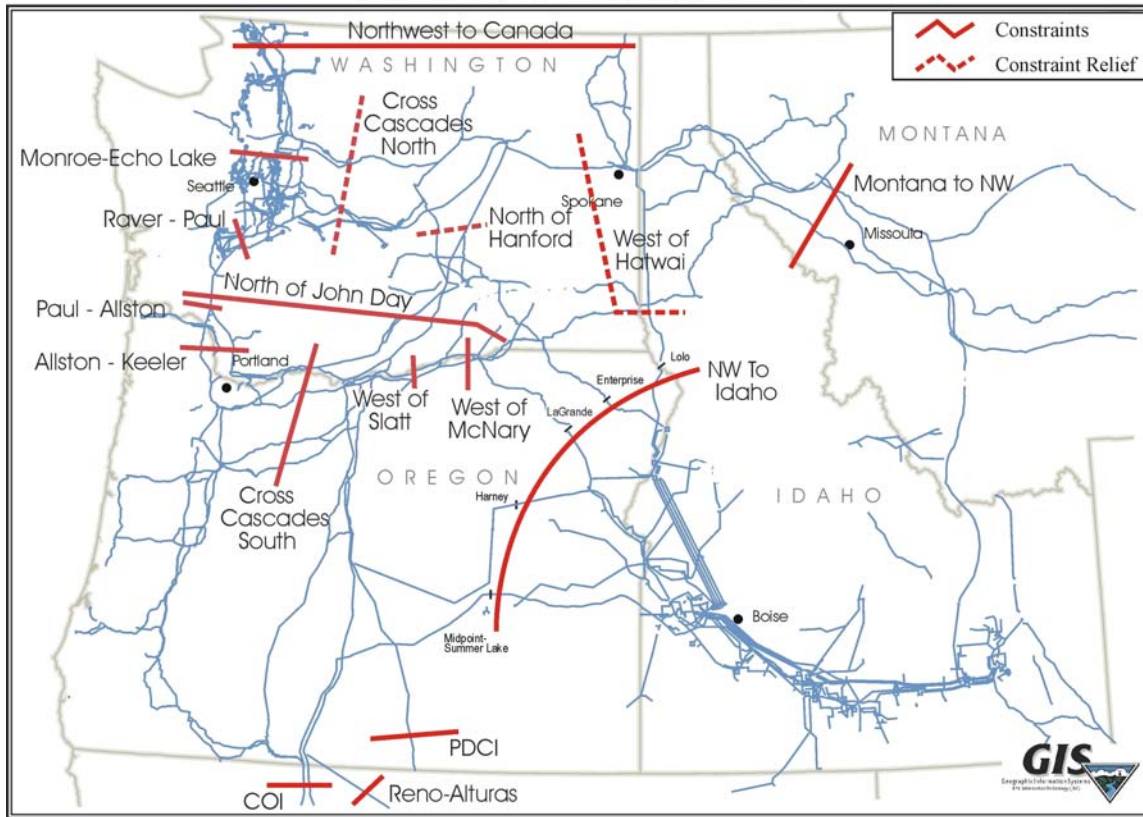 Northwest to Canada
WASHINGTON
Constraints
Constraint Relief
Cross
Cascades
North
MONTANA
Monroe-Echo Lake
Seattle
Montana to NW
Spokane
Raver - Paul
North of
Hanford
West of
Hatwai
Missoula
North of John Day
Paul - Allston
Allston - Keeler
Portland
Lolo
NW To
Idaho
Enterprise
West of
Slatt
West of
McNary
LaGrande
OREGON
IDAHO
Cross
Cascades
South
Harney
Boise
Midpoint-
Summer Lake
PDCI
COI
Reno-Alturas
GIS
Geographic Information Systems